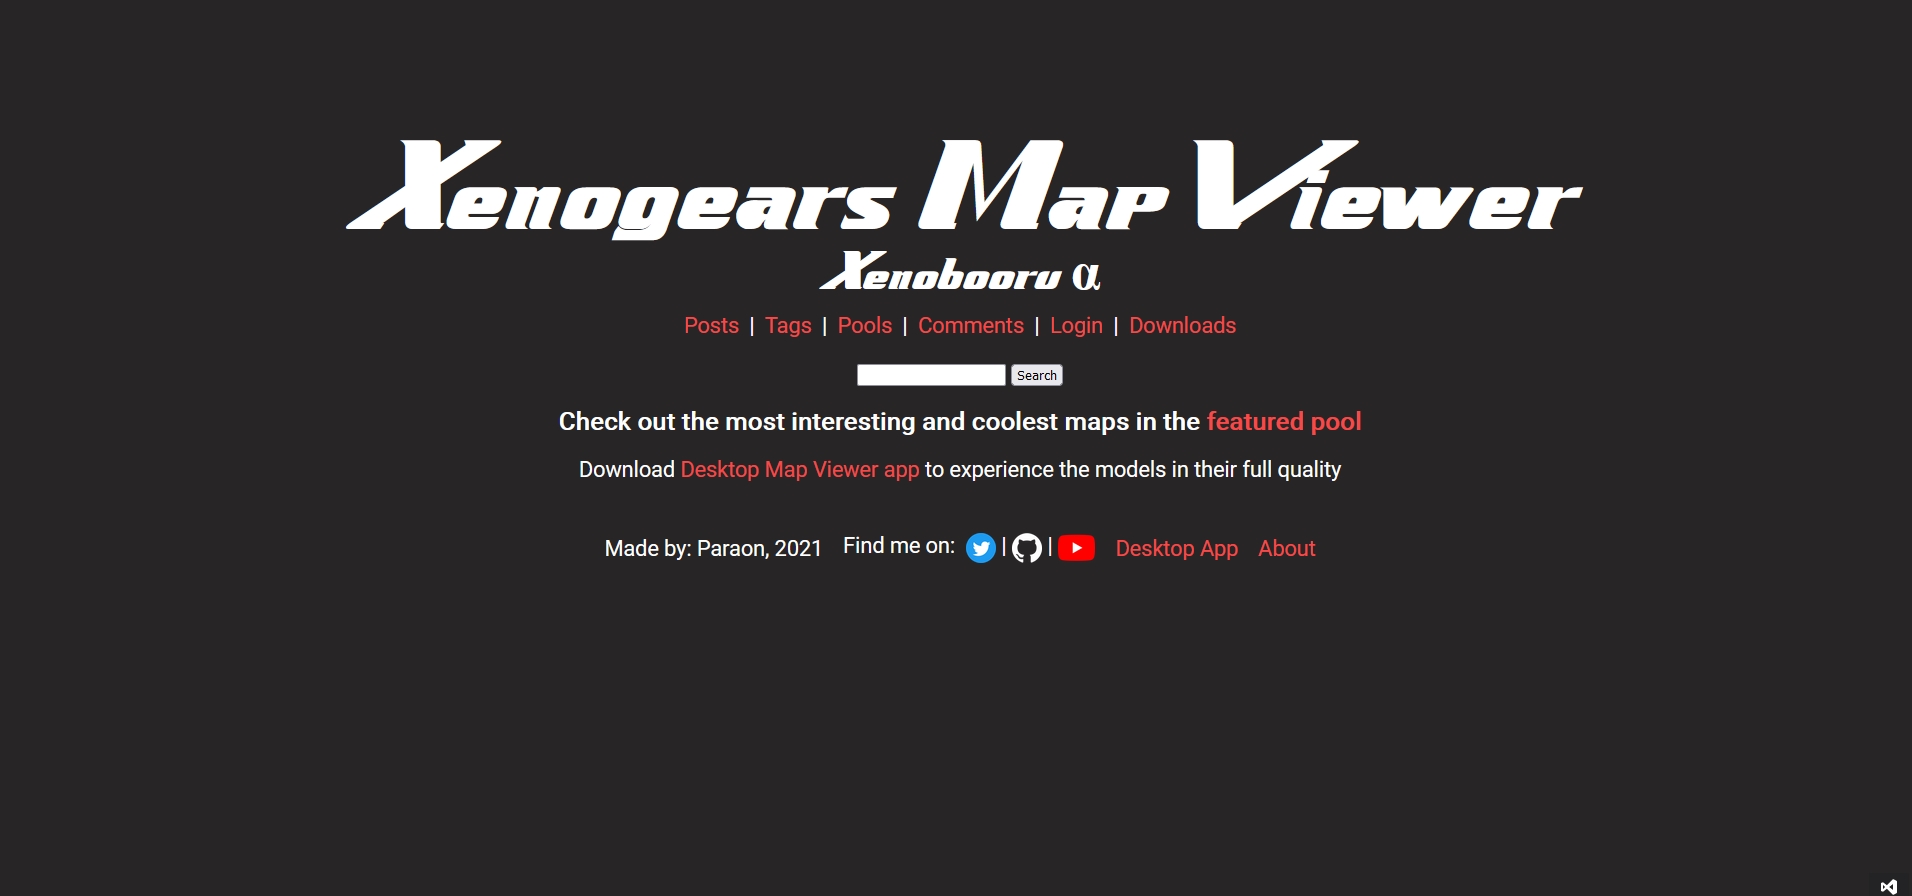 Xenogears Map Viewer
Xenobooru α
Posts | Tags | Pools | Comments | Login | Downloads
Search
Check out the most interesting and coolest maps in the featured pool
Download Desktop Map Viewer app to experience the models in their full quality
Made by: Paraon, 2021 Find me on: | | Desktop App About